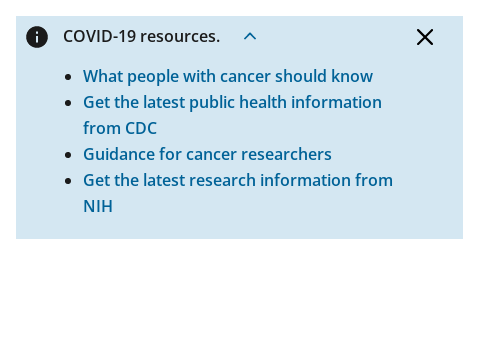 COVID-19 resources.
What people with cancer should know
Get the latest public health information
from CDC
Guidance for cancer researchers
Get the latest research information from
NIH